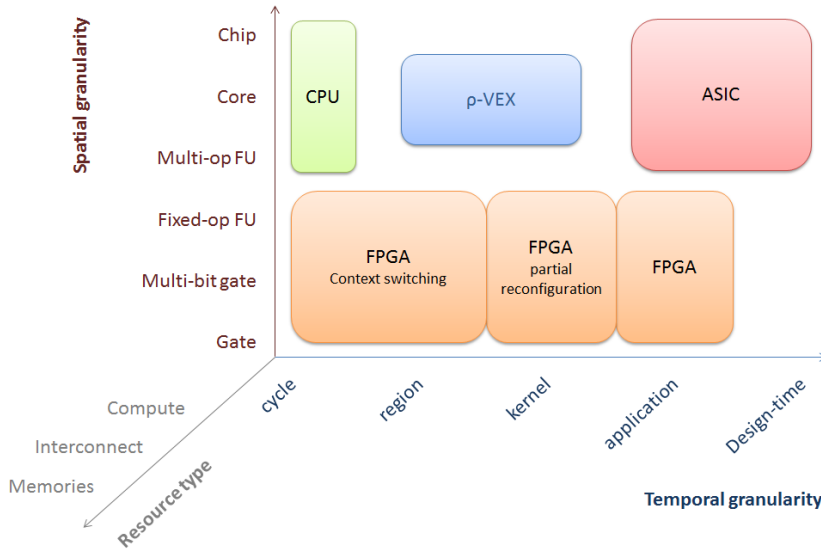 Spatial granularity
Chip
Core
Multi-op FU
Fixed-op FU
Multi-bit gate
Gate
CPU
ρ-VEX
ASIC
FPGA
Context switching
FPGA
partial
reconfiguration
FPGA
cycle
region
kernel
application
Design-time
Temporal granularity
Compute
Interconnect
Memories
Resource type